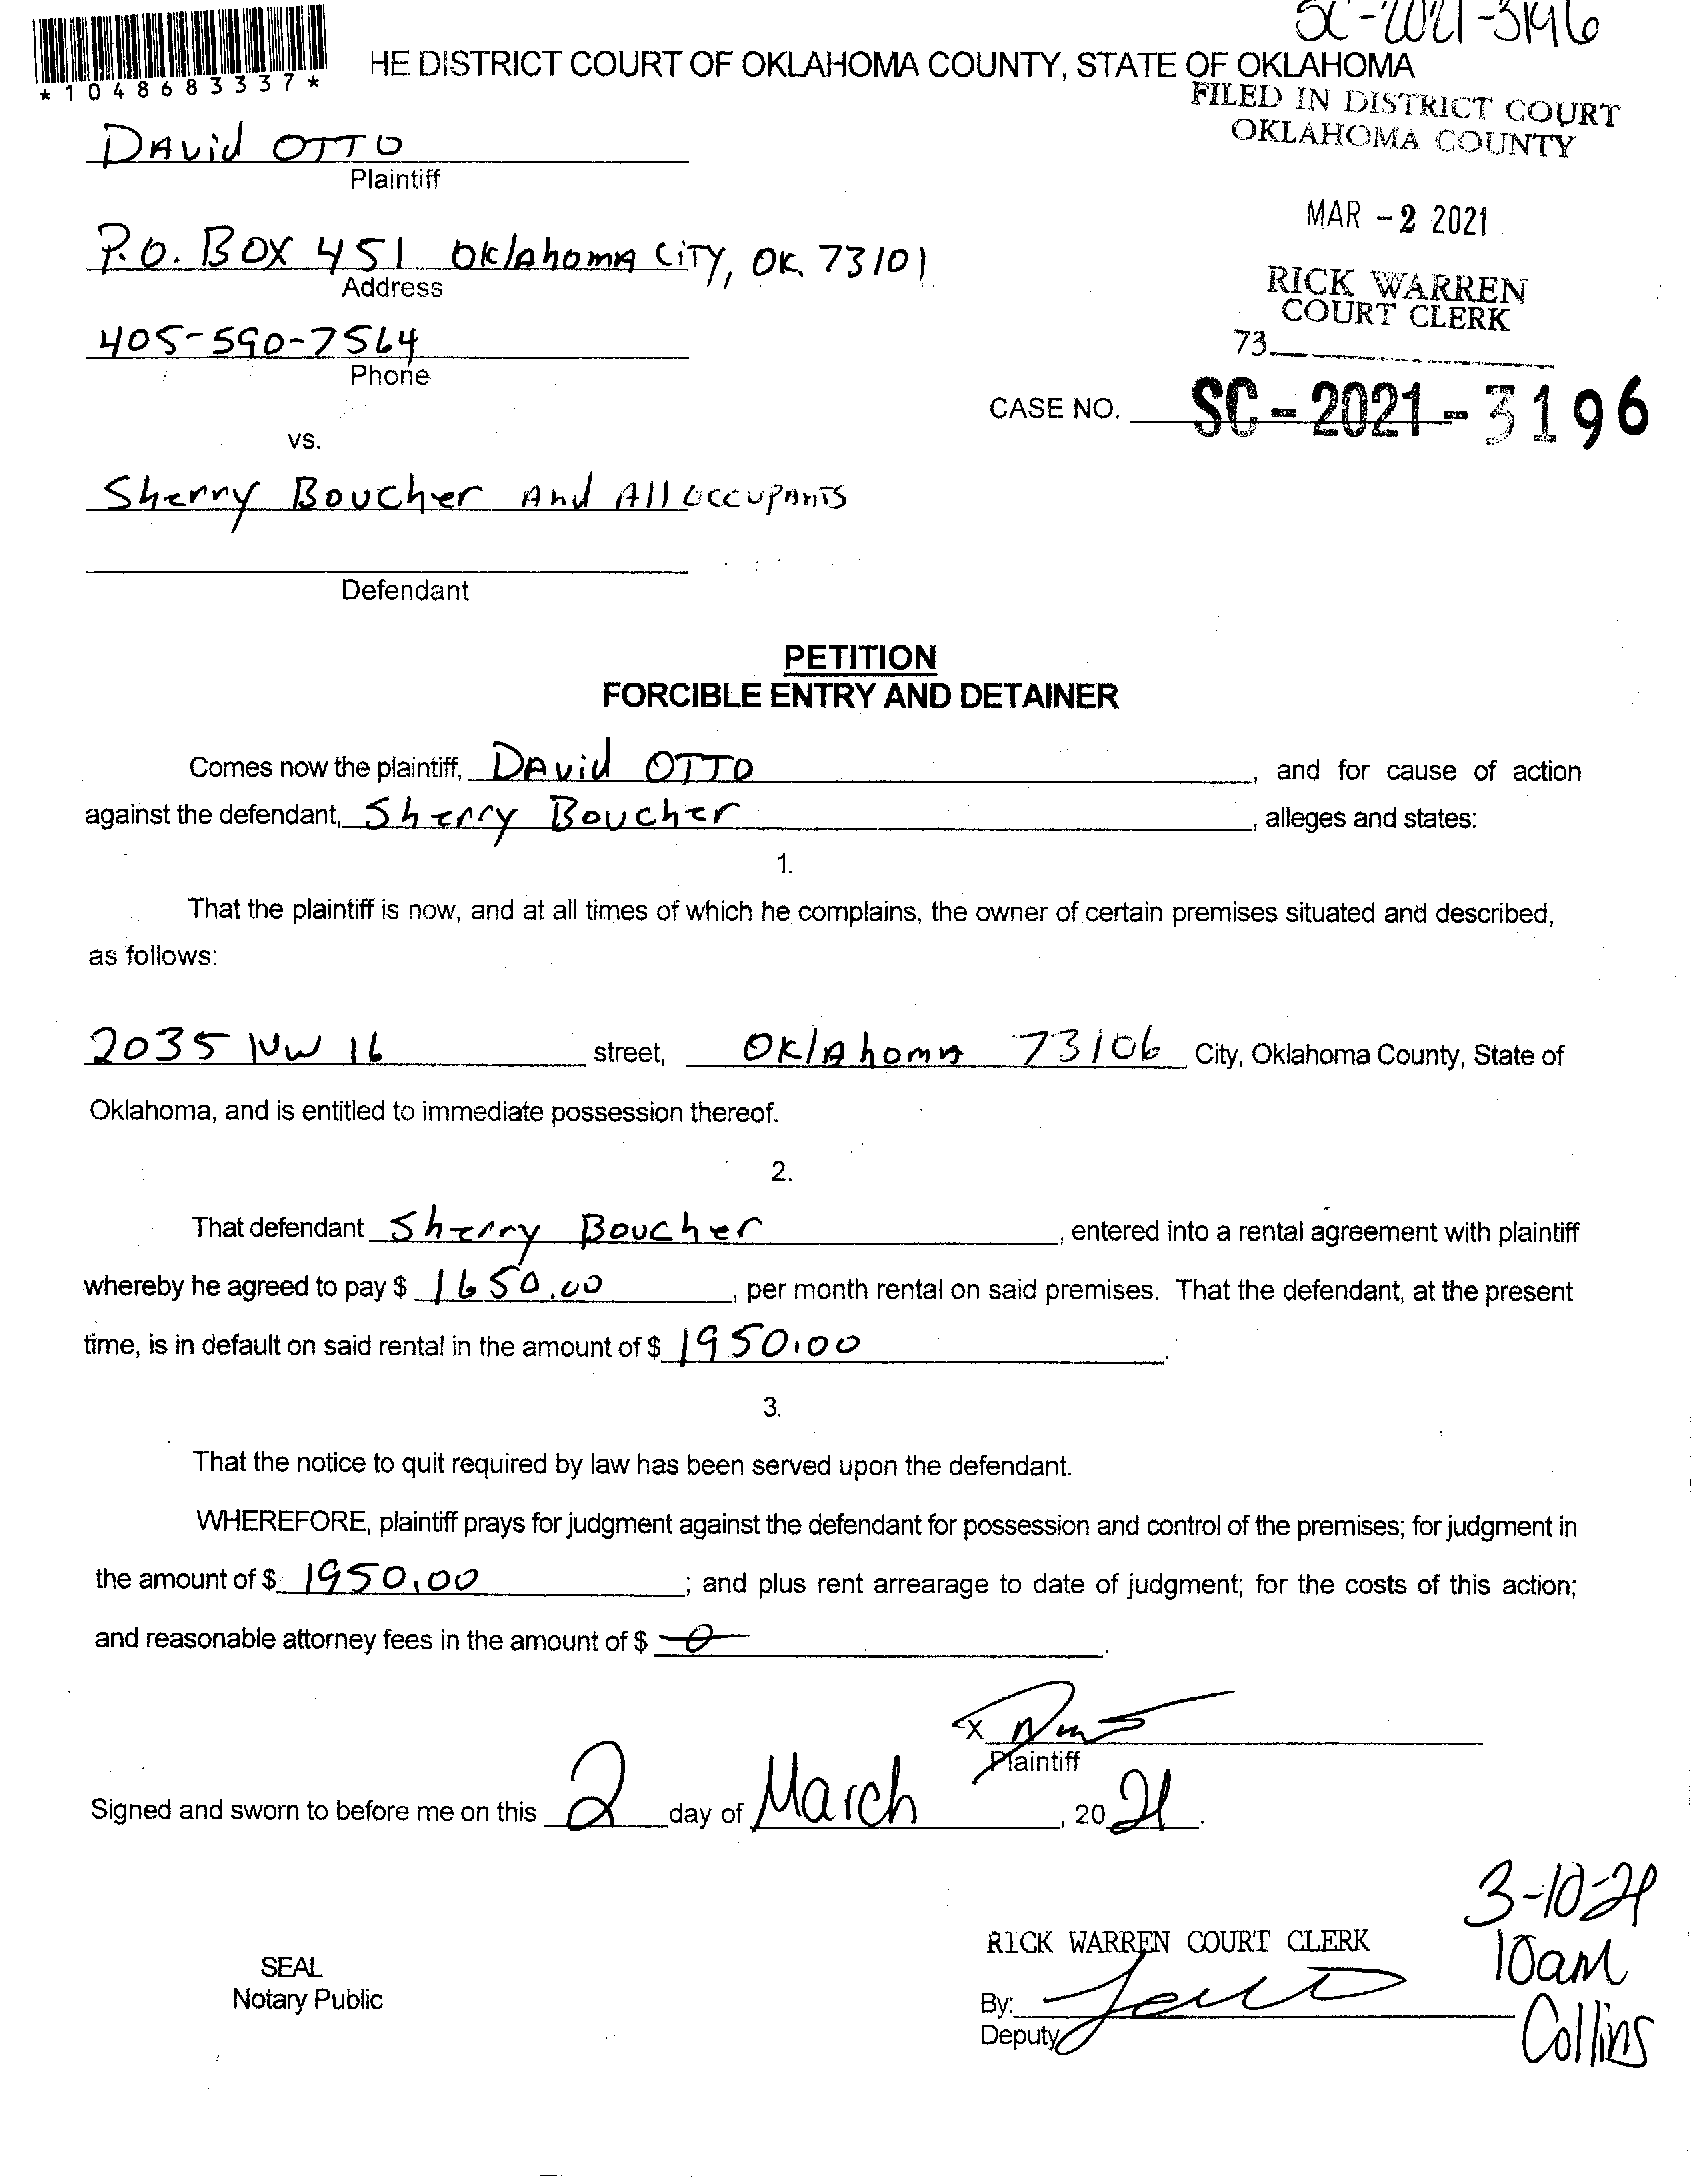 SC-2021-3196
*1048683337*
HE DISTRICT COURT OF OKLAHOMA COUNTY, STATE OF OKLAHOMA
FILED IN DISTRICT COURT
OKLAHOMA COUNTY
David OTTO
Plaintiff
MAR -2 2021
P.O. BOX 451 Oklahoma CiTY, OK 73101
Address
RICK WARREN
COURT CLERK
405-590-7564
Phone
73
CASE NO. SC-2021-3196
vs.
Sherry Boucher And All occupants
Defendant
PETITION
FORCIBLE ENTRY AND DETAINER
Comes now the plaintiff, David OTTO, and for cause of action
against the defendant, Sherry Boucher, alleges and states:
1.
That the plaintiff is now, and at all times of which he complains, the owner of certain premises situated and described,
as follows:
2035 NW 16 street, Oklahoma 73106 City, Oklahoma County, State of
Oklahoma, and is entitled to immediate possession thereof.
2.
That defendant Sherry Boucher, entered into a rental agreement with plaintiff
whereby he agreed to pay $ 1650.00, per month rental on said premises. That the defendant, at the present
time, is in default on said rental in the amount of $ 1950.00.
3.
That the notice to quit required by law has been served upon the defendant.
WHEREFORE, plaintiff prays for judgment against the defendant for possession and control of the premises; for judgment in
the amount of $ 1950.00; and plus rent arrearage to date of judgment; for the costs of this action;
and reasonable attorney fees in the amount of $ 0.
x
Plaintiff
Signed and sworn to before me on this 2 day of March, 20 21.
3-10-21
RICK WARREN COURT CLERK
10am
SEAL
Notary Public
By:
Deputy
Collins